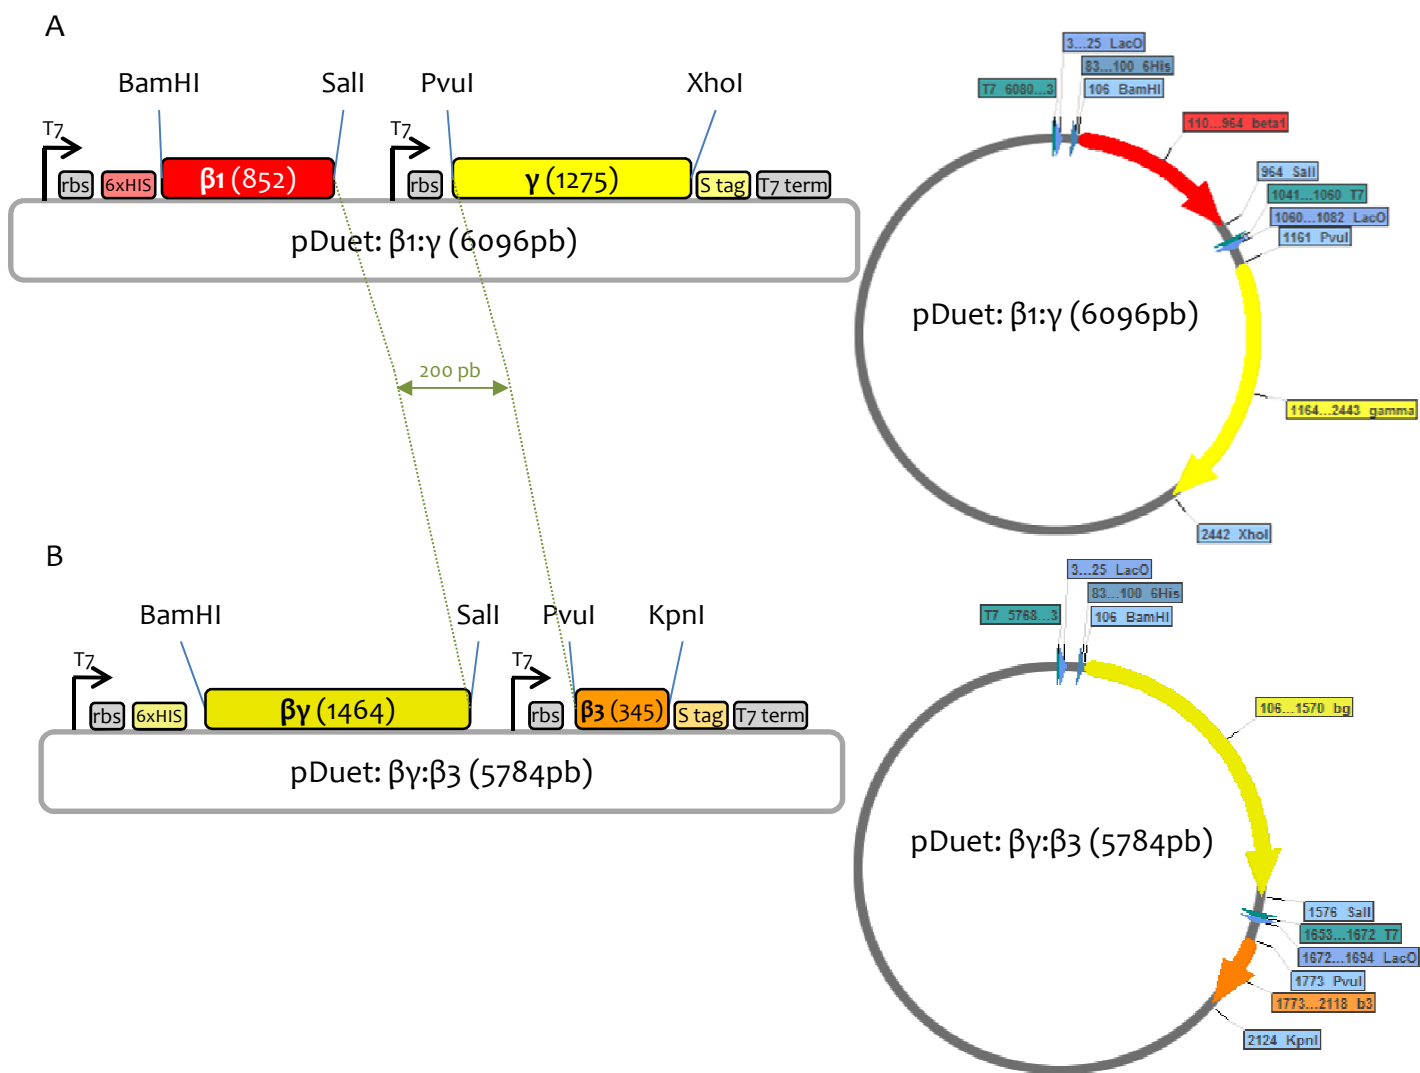 A
BamHI SalI PvuI XhoI
T7 T7
rbs 6xHIS β1 (852) rbs γ (1275) S tag T7 term
pDuet: β1:γ (6096pb)
200 pb
3...25 LacO
83...100 6His
T7 6080...3 106 BamHI
110...964 beta1
964 SalI
1041...1060 T7
1060...1082 LacO
1161 PvuI
pDuet: β1:γ (6096pb)
1164...2443 gamma
2442 XhoI
B
BamHI SalI PvuI KpnI
T7 T7
rbs 6xHIS βγ (1464) rbs β3 (345) S tag T7 term
pDuet: βγ:β3 (5784pb)
3...25 LacO
83...100 6His
T7 5768...3 106 BamHI
106...1570 bg
pDuet: βγ:β3 (5784pb)
1576 SalI
1653...1672 T7
1672...1694 LacO
1773 PvuI
1773...2118 b3
2124 KpnI